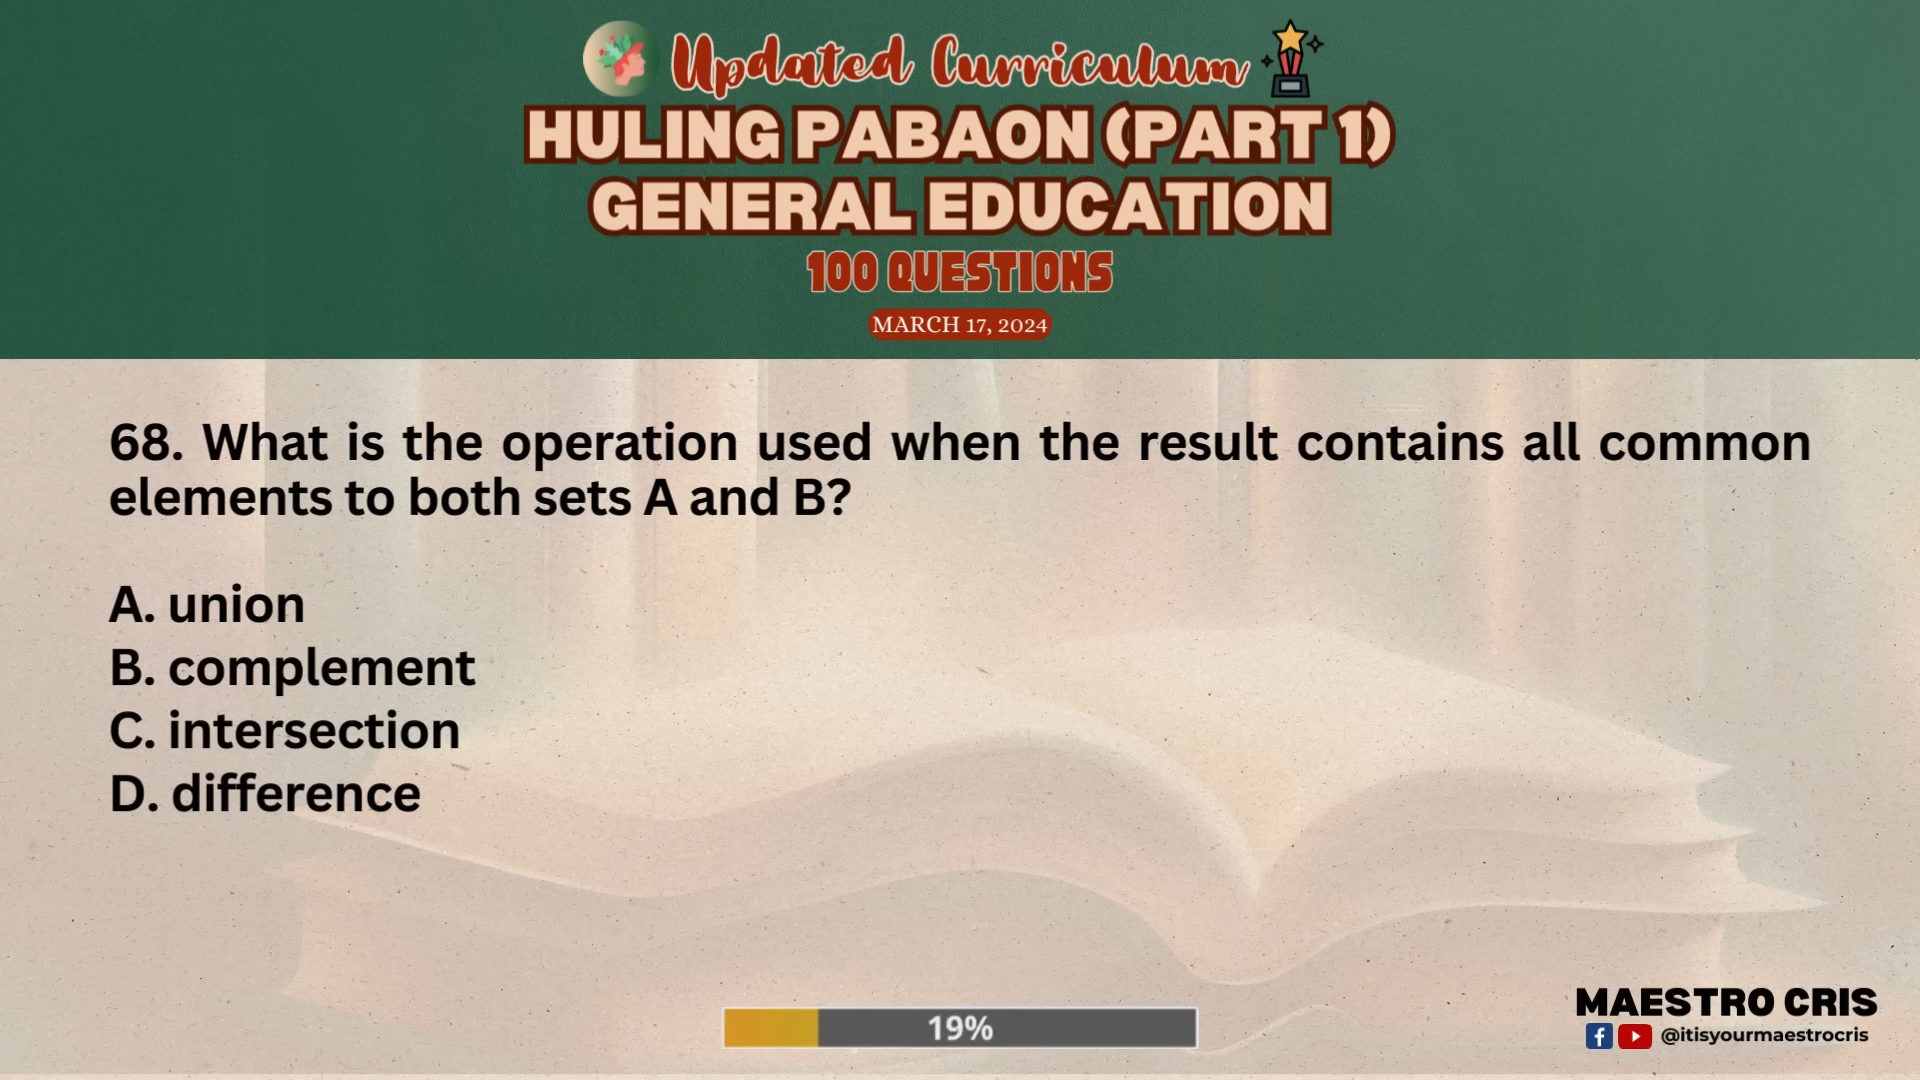 Updated Curriculum
HULING PABAON (PART 1)
GENERAL EDUCATION
100 QUESTIONS
MARCH 17, 2024
68. What is the operation used when the result contains all common
elements to both sets A and B?
A. union
B. complement
C. intersection
D. difference
19%
MAESTRO CRIS
@itisyourmaestrocris